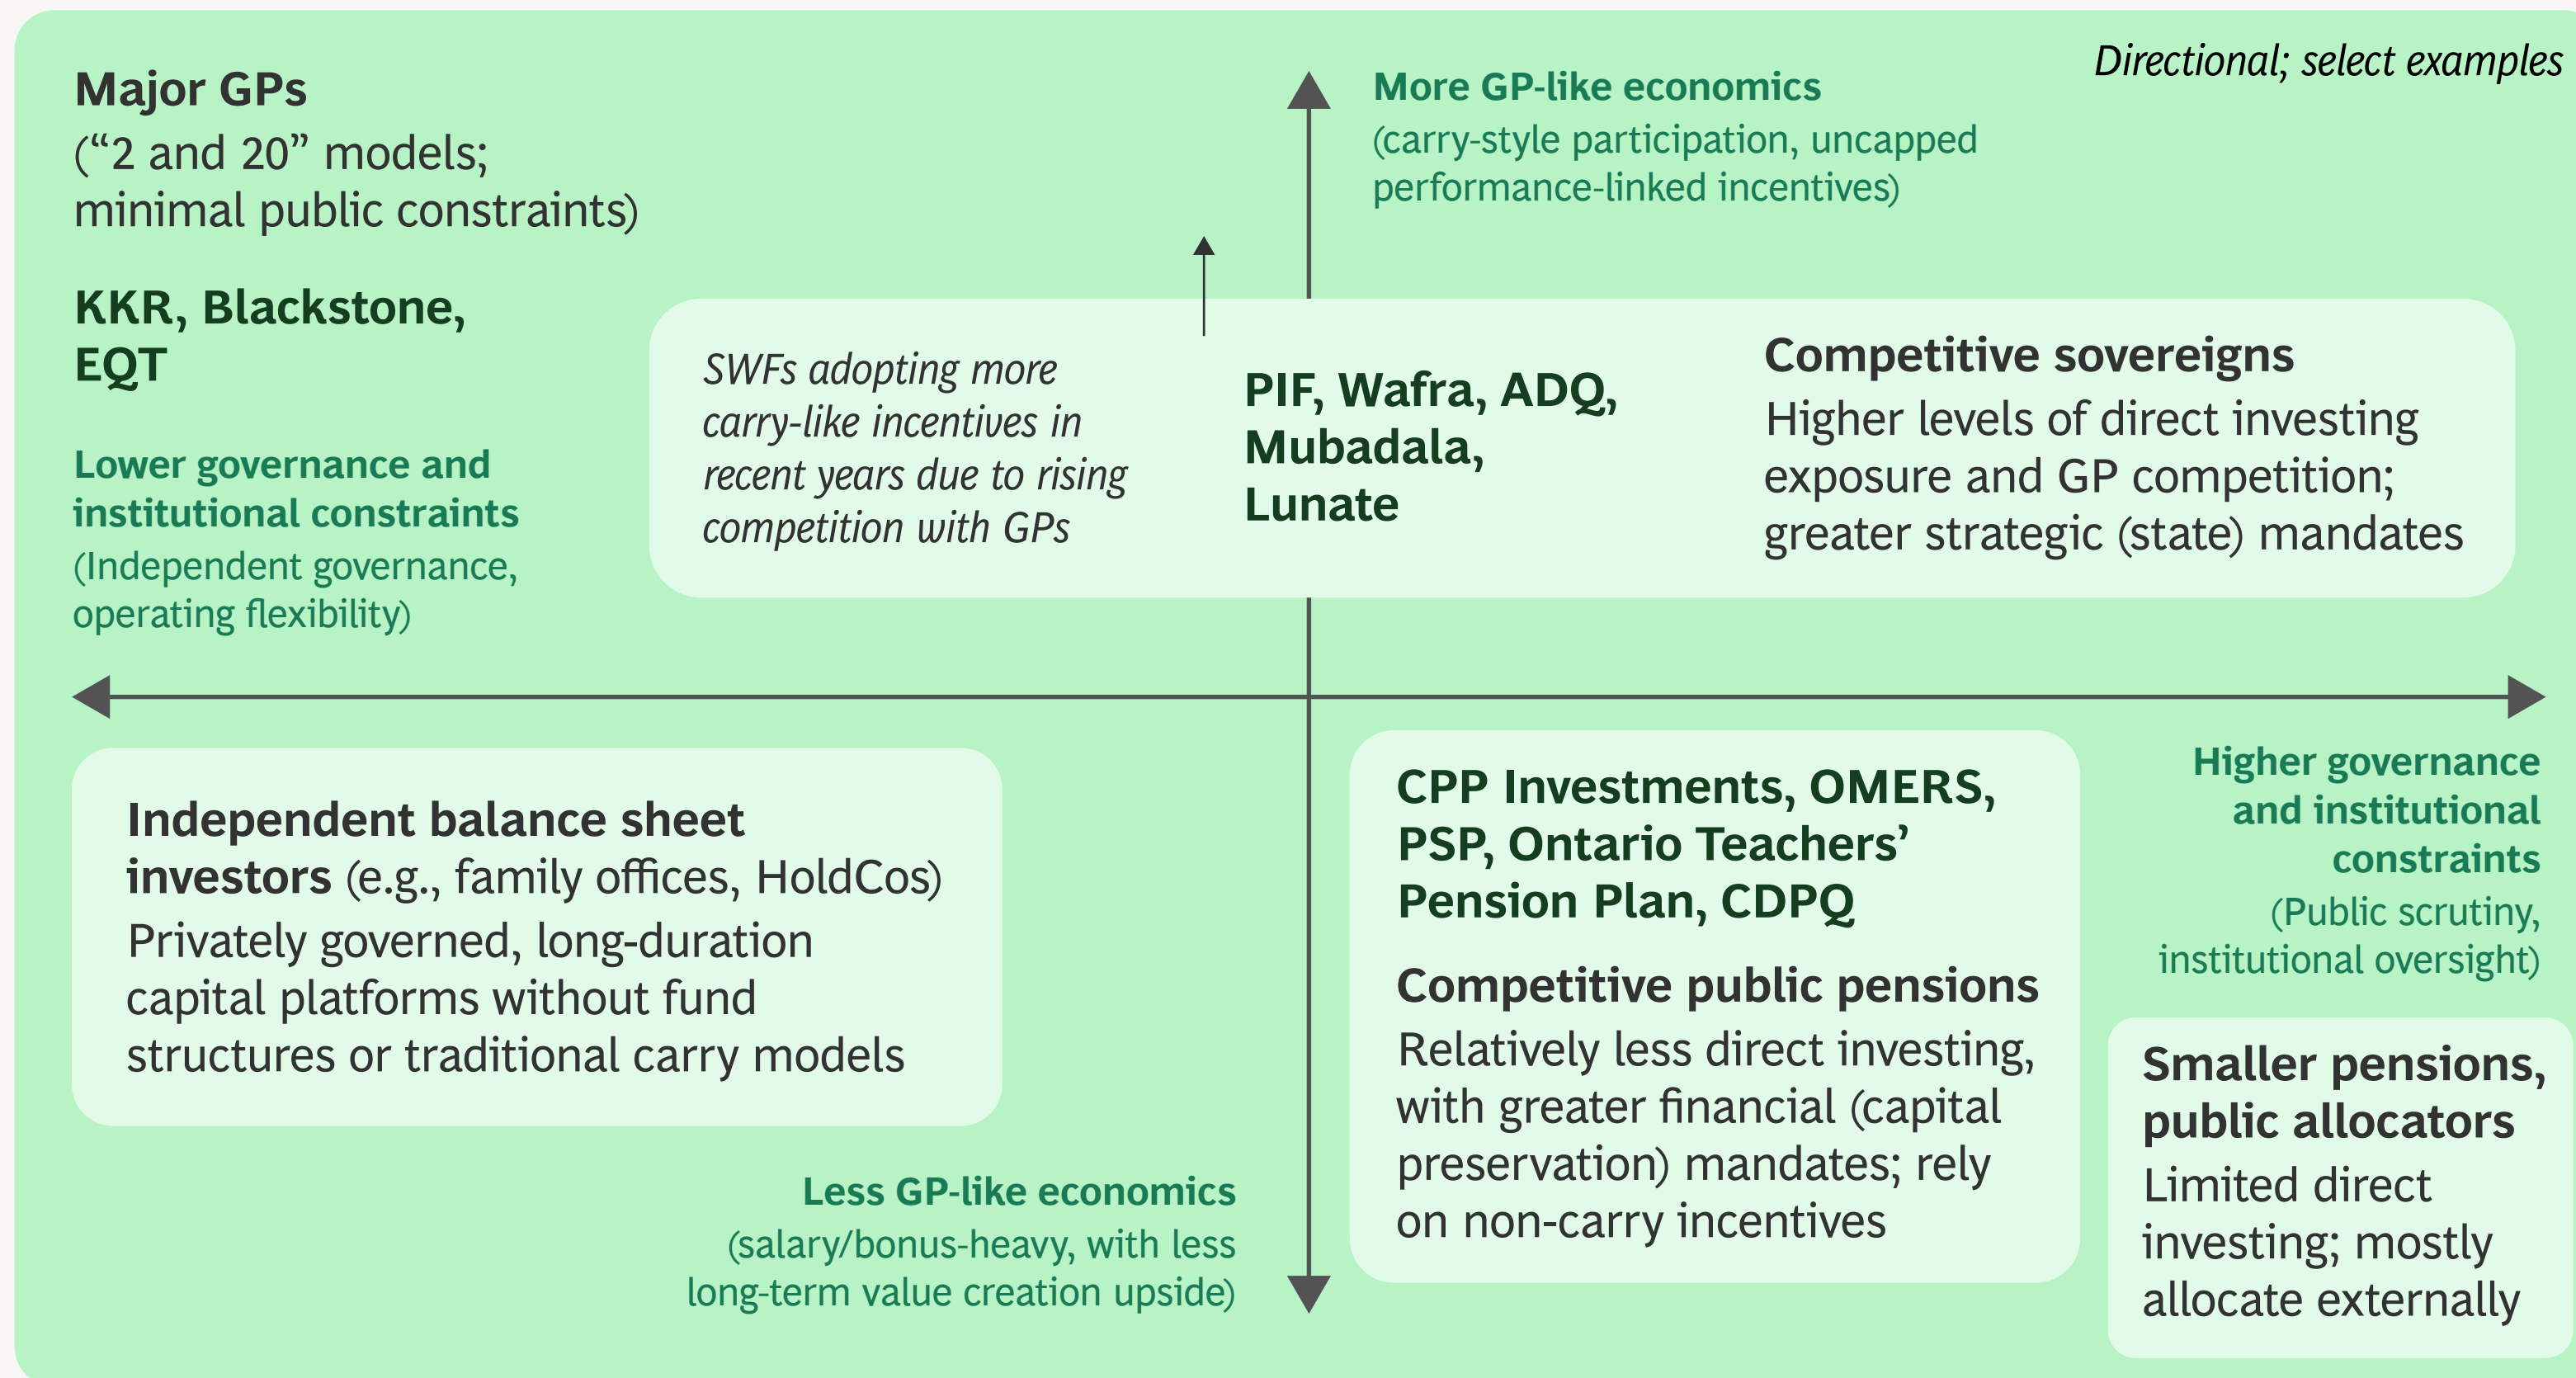 Directional; select examples
Major GPs
(“2 and 20” models;
minimal public constraints)
KKR, Blackstone,
EQT
More GP-like economics
(carry-style participation, uncapped
performance-linked incentives)
Lower governance and
institutional constraints
(Independent governance,
operating flexibility)
SWFs adopting more
carry-like incentives in
recent years due to rising
competition with GPs
PIF, Wafra, ADQ,
Mubadala,
Lunate
Competitive sovereigns
Higher levels of direct investing
exposure and GP competition;
greater strategic (state) mandates
Independent balance sheet
investors (e.g., family offices, HoldCos)
Privately governed, long-duration
capital platforms without fund
structures or traditional carry models
Less GP-like economics
(salary/bonus-heavy, with less
long-term value creation upside)
CPP Investments, OMERS,
PSP, Ontario Teachers’
Pension Plan, CDPQ
Competitive public pensions
Relatively less direct investing,
with greater financial (capital
preservation) mandates; rely
on non-carry incentives
Higher governance
and institutional
constraints
(Public scrutiny,
institutional oversight)
Smaller pensions,
public allocators
Limited direct
investing; mostly
allocate externally